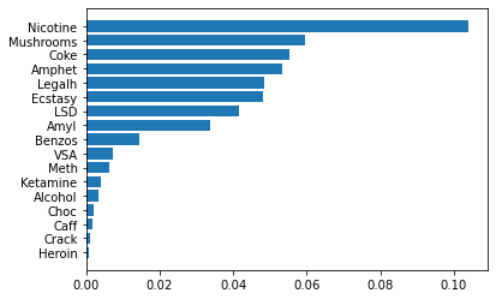 Nicotine
Mushrooms
Coke
Amphet
Legalh
Ecstasy
LSD
Amyl
Benzos
VSA
Meth
Ketamine
Alcohol
Choc
Caff
Crack
Heroin
0.00 0.02 0.04 0.06 0.08 0.10